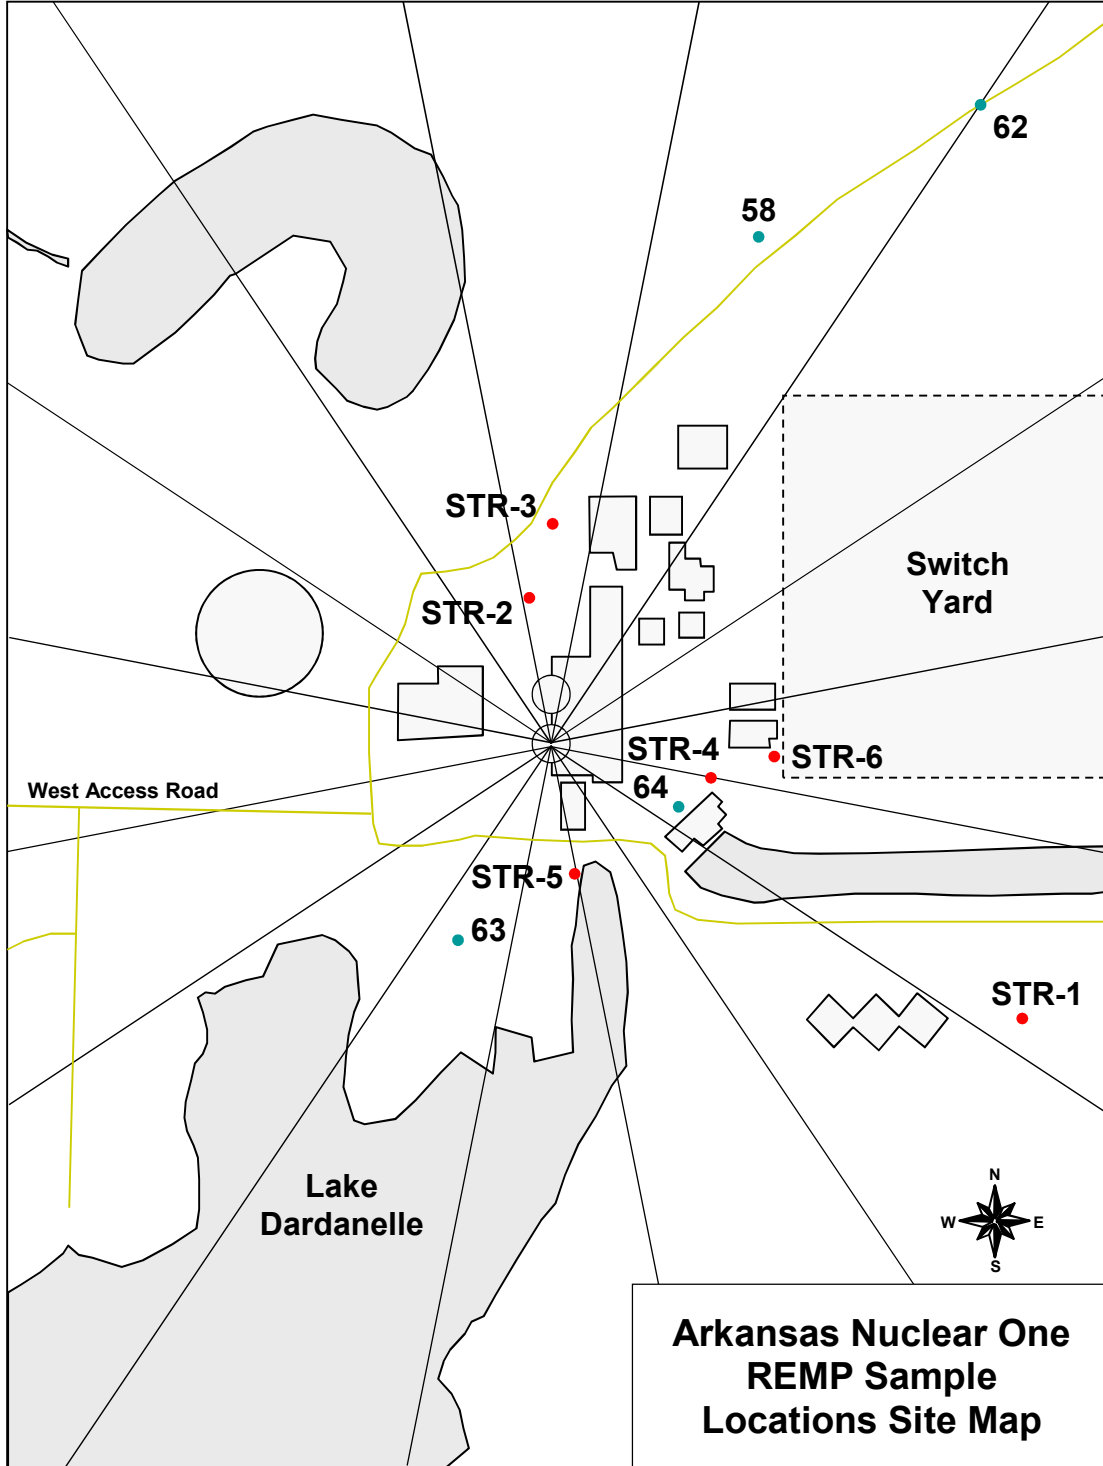 62
58
STR-3
Switch
Yard
STR-2
STR-4
STR-6
64
West Access Road
STR-5
63
STR-1
Lake
Dardanelle
N
W
E
S
Arkansas Nuclear One
REMP Sample
Locations Site Map